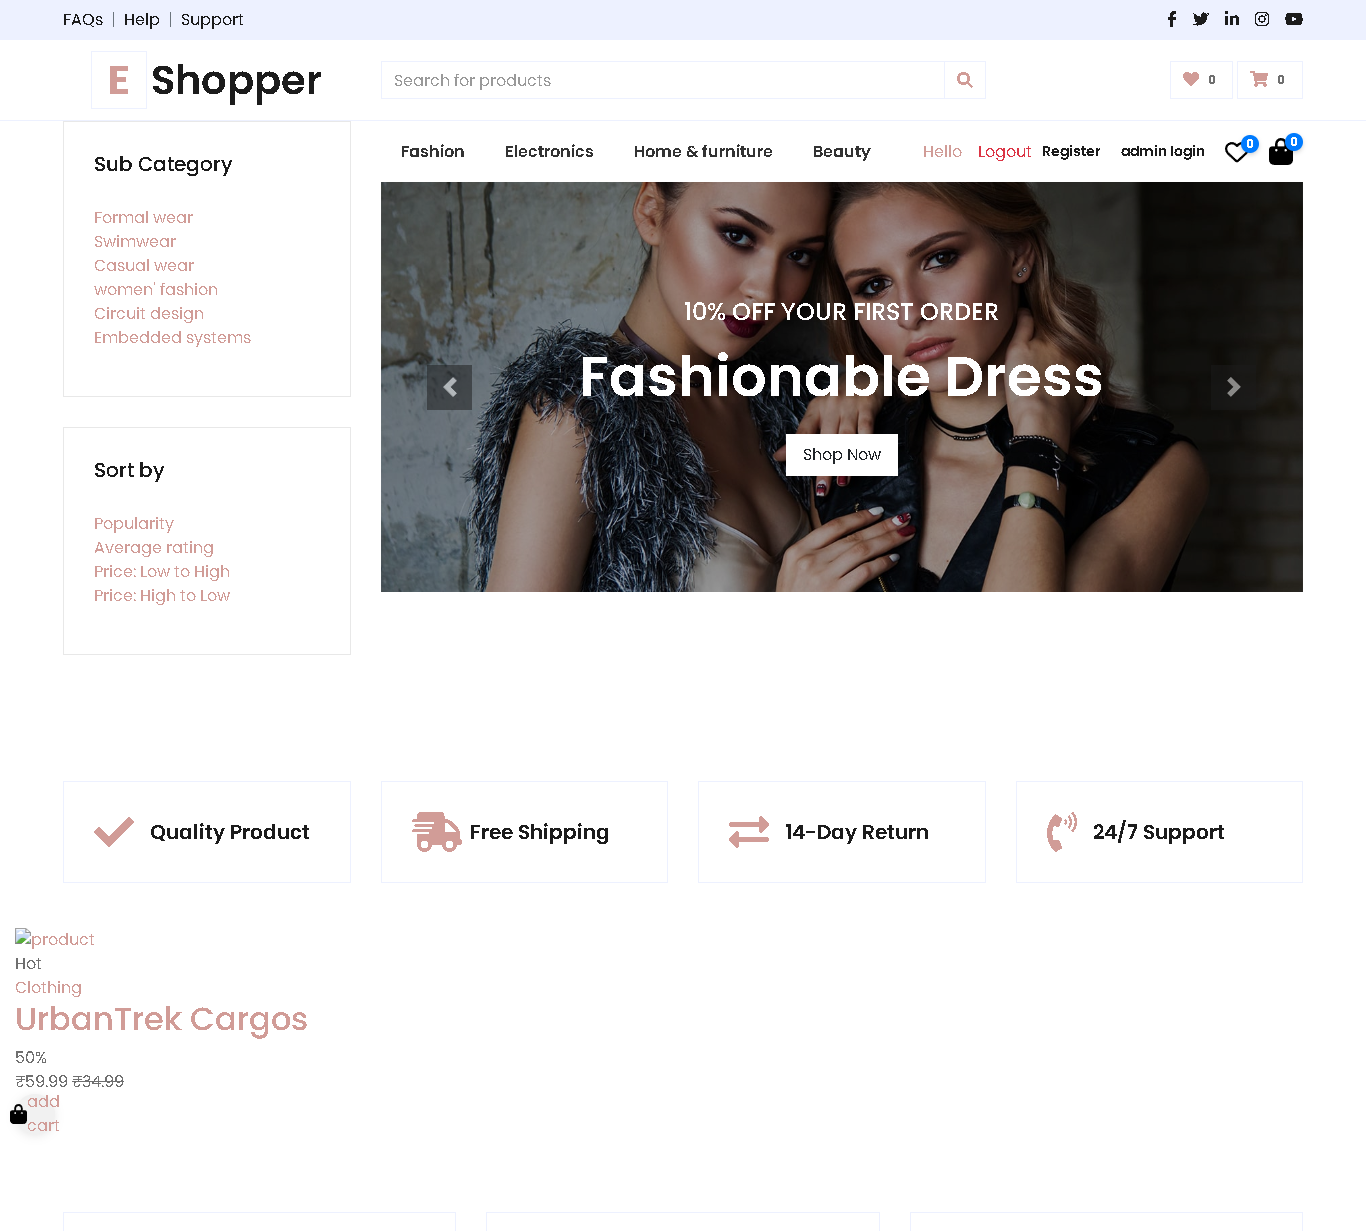 FAQs | Help | Support
E Shopper
Search for products
0
0
Sub Category
Formal wear
Swimwear
Casual wear
women' fashion
Circuit design
Embedded systems
Sort by
Popularity
Average rating
Price: Low to High
Price: High to Low
Fashion Electronics Home & furniture Beauty Hello Logout Register admin login 0 0
10% OFF YOUR FIRST ORDER
Fashionable Dress
Shop Now
Quality Product
Free Shipping
14-Day Return
24/7 Support
product
Hot
Clothing
UrbanTrek Cargos
50%
₹59.99 ₹34.99
add
cart